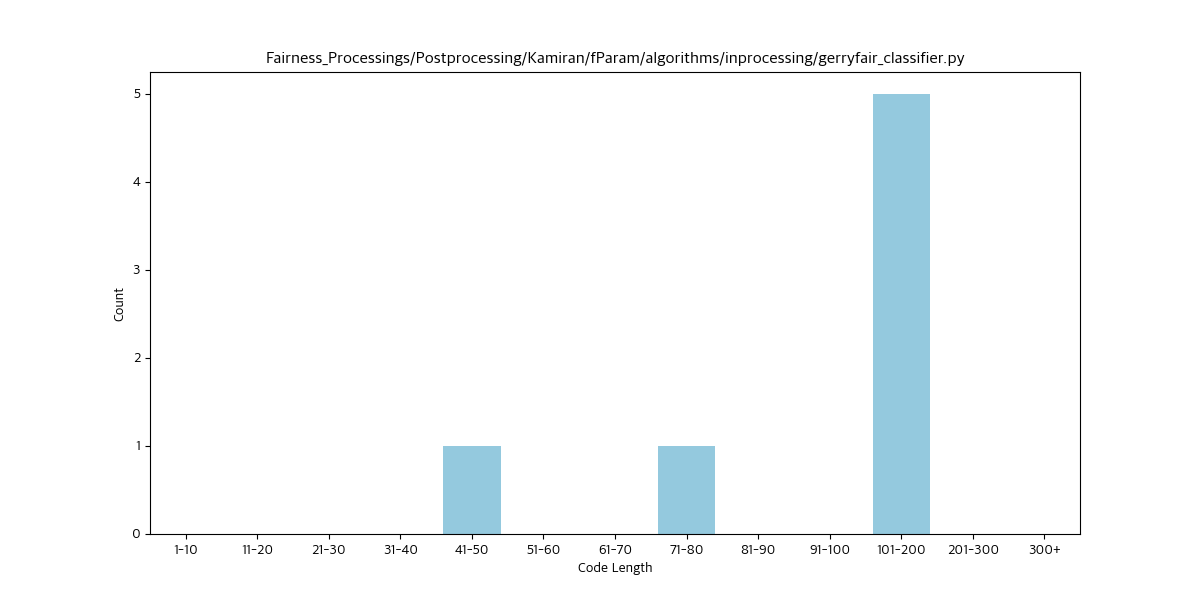 Fairness_Processings/Postprocessing/Kamiran/fParam/algorithms/inprocessing/gerryfair_classifier.py
5
4
3
2
1
0
Count
1-10 11-20 21-30 31-40 41-50 51-60 61-70 71-80 81-90 91-100 101-200 201-300 300+
Code Length